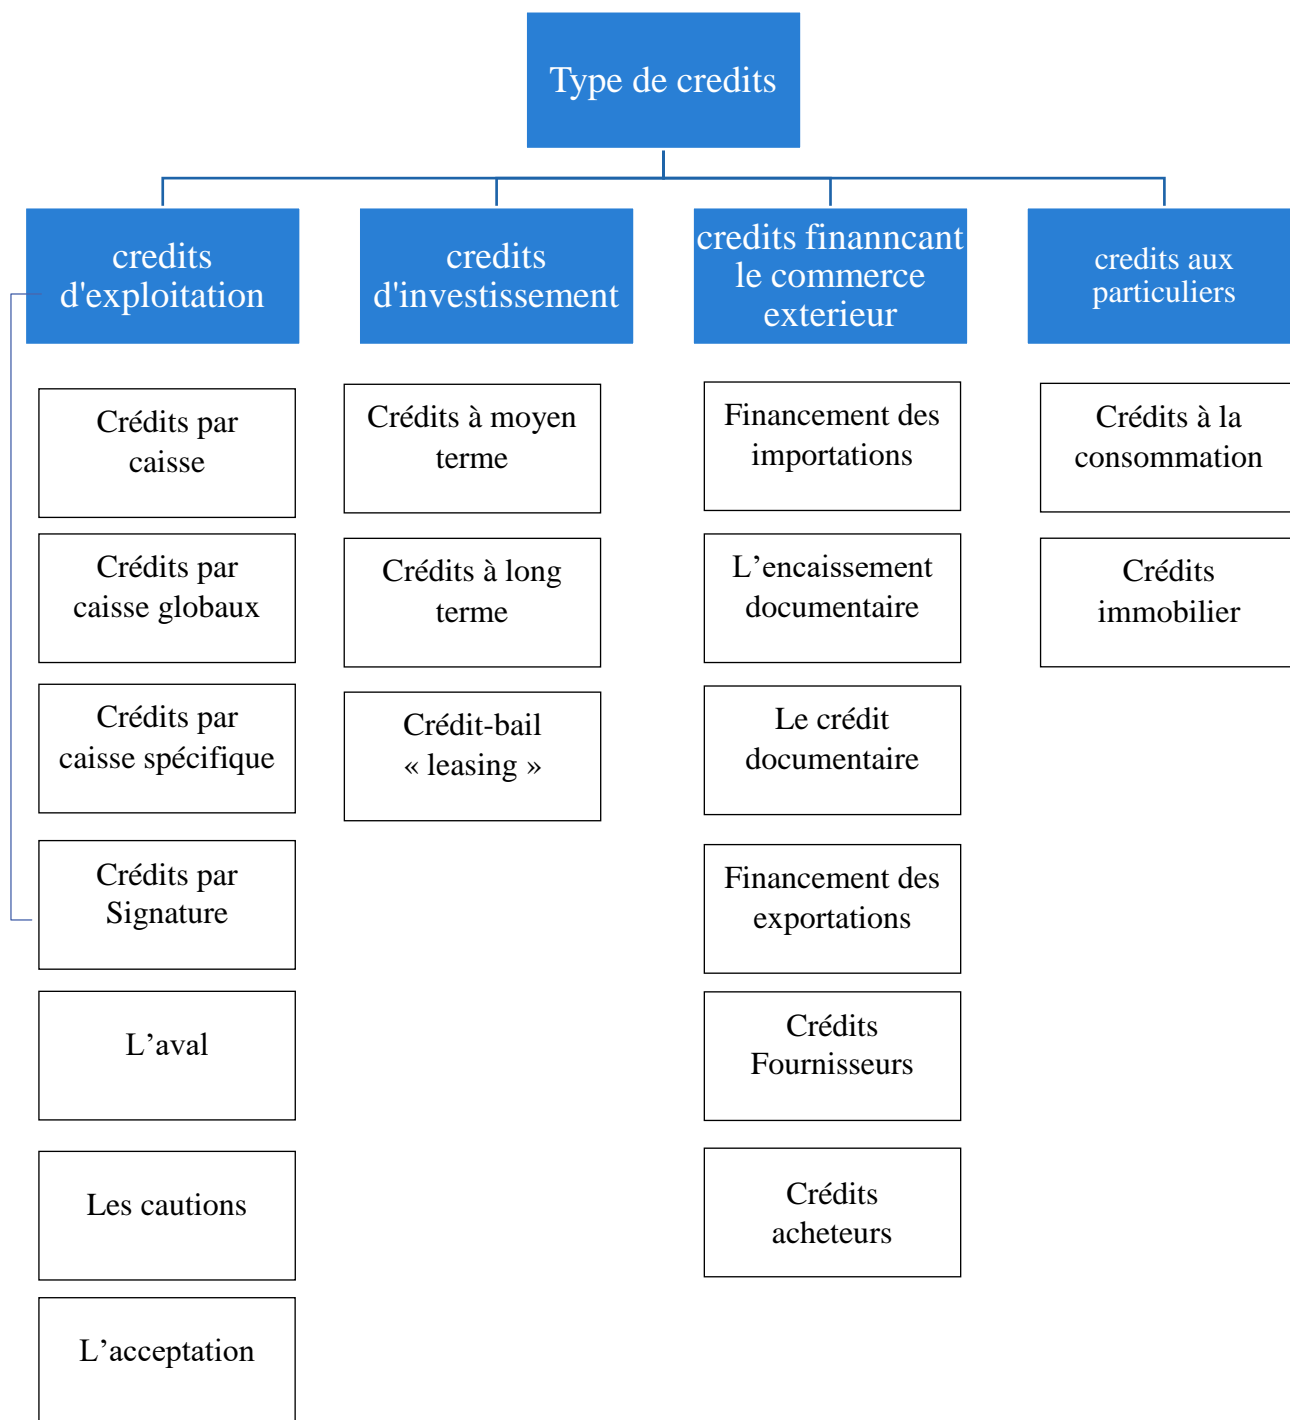 Type de credits
credits
d'exploitation
credits
d'investissement
credits finanncant
le commerce
exterieur
credits aux
particuliers
Crédits par
caisse
Crédits par
caisse globaux
Crédits par
caisse spécifique
Crédits par
Signature
L’aval
Les cautions
L’acceptation
Crédits à moyen
terme
Crédits à long
terme
Crédit-bail
« leasing »
Financement des
importations
L’encaissement
documentaire
Le crédit
documentaire
Financement des
exportations
Crédits
Fournisseurs
Crédits
acheteurs
Crédits à la
consommation
Crédits
immobilier